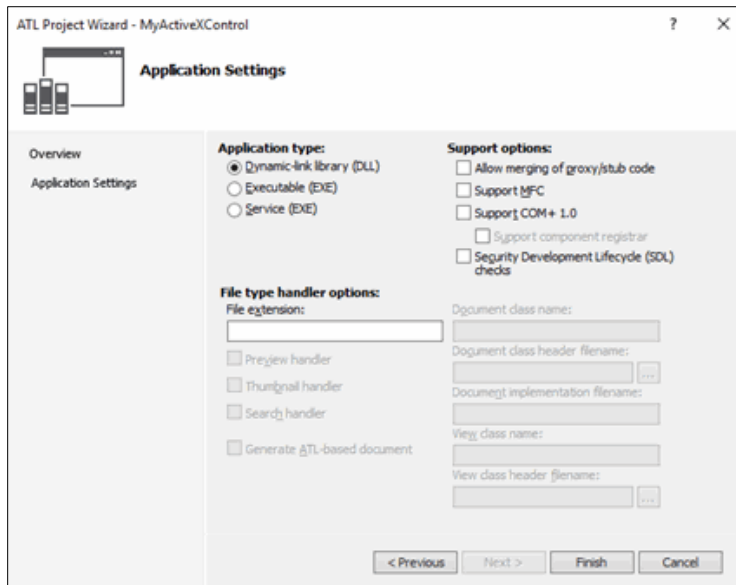 ATL Project Wizard - MyActiveXControl
?
Application Settings
Overview
Application Settings
Application type:
Dynamic-link library (DLL)
Executable (EXE)
Service (EXE)
Support options:
Allow merging of proxy/stub code
Support MFC
Support COM+ 1.0
Support component registrar
Security Development Lifecycle (SDL)
checks
File type handler options:
File extension:
Preview handler
Thumbnail handler
Search handler
Generate ATL-based document
Document class name:
Document class header filename:
...
Document implementation filename:
View class name:
View class header filename:
...
< Previous
Next >
Finish
Cancel